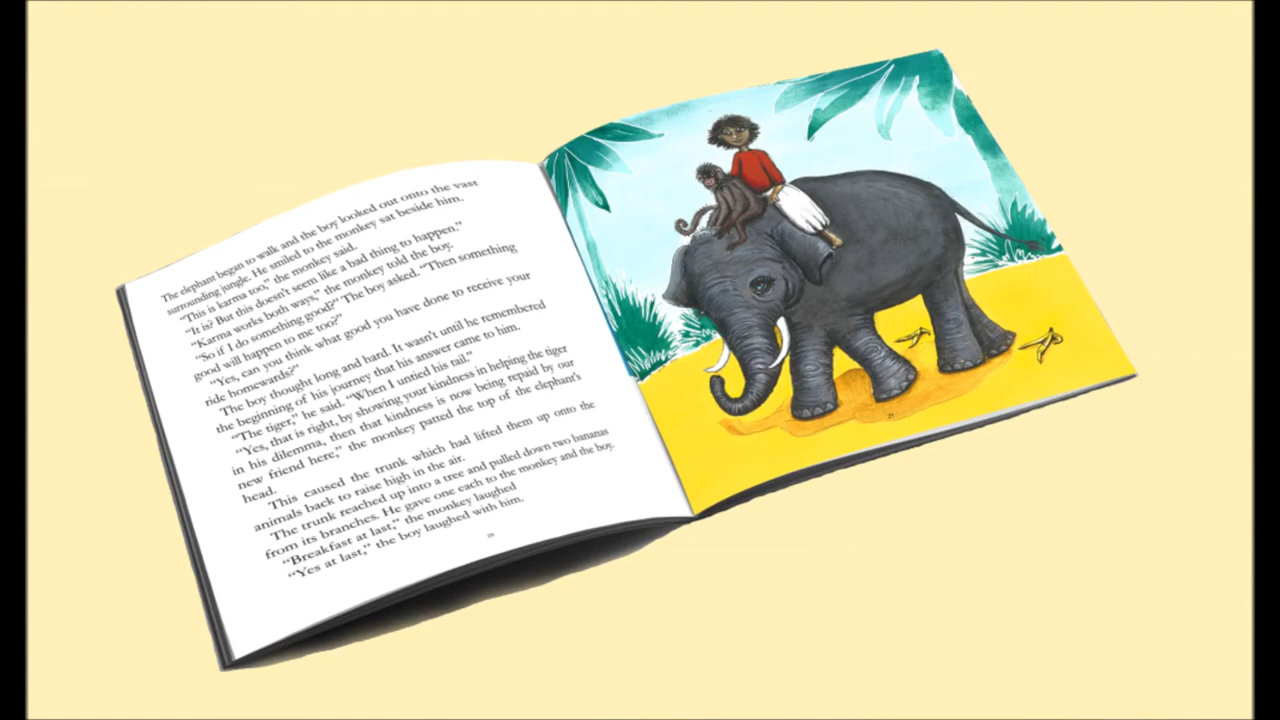 The elephant began to walk and the boy looked out onto the vast
surrounding jungle. He smiled to the monkey sat beside him.
“This is karma too,” the monkey said.
“It is? But this doesn’t seem like a bad thing to happen.”
“Karma works both ways,” the monkey told the boy.
“So if I do something good?” The boy asked. “Then something
good will happen to me too?”
“Yes, can you think what good you have done to receive your
ride homewards?”
The boy thought long and hard. It wasn’t until he remembered
the beginning of his journey that his answer came to him.
“The tiger,” he said. “When I untied his tail.”
“Yes, that is right, by showing your kindness in helping the tiger
in his dilemma, then that kindness is now being repaid by our
new friend here,” the monkey patted the top of the elephant’s
head.
This caused the trunk which had lifted them up onto the
animals back to raise high in the air.
The trunk reached up into a tree and pulled down two bananas
from its branches. He gave one each to the monkey and the boy.
“Breakfast at last,” the monkey laughed
“Yes at last,” the boy laughed with him.
28
29